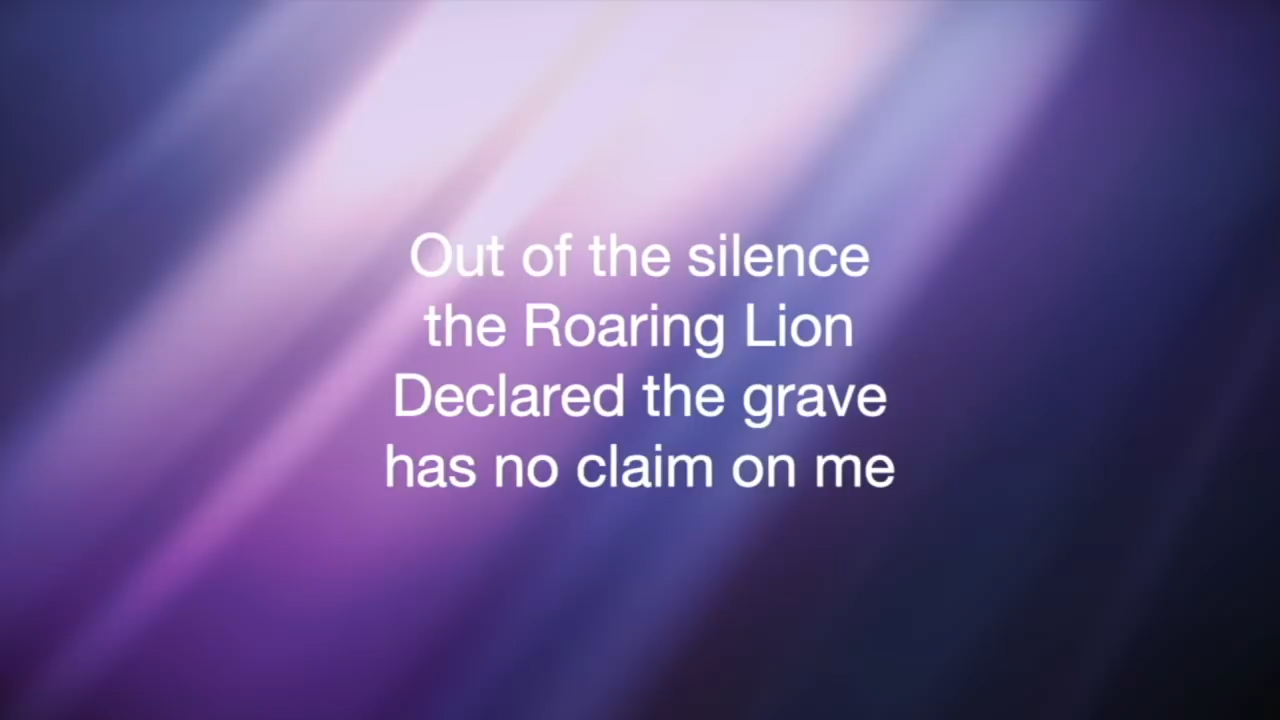 Out of the silence
the Roaring Lion
Declared the grave
has no claim on me